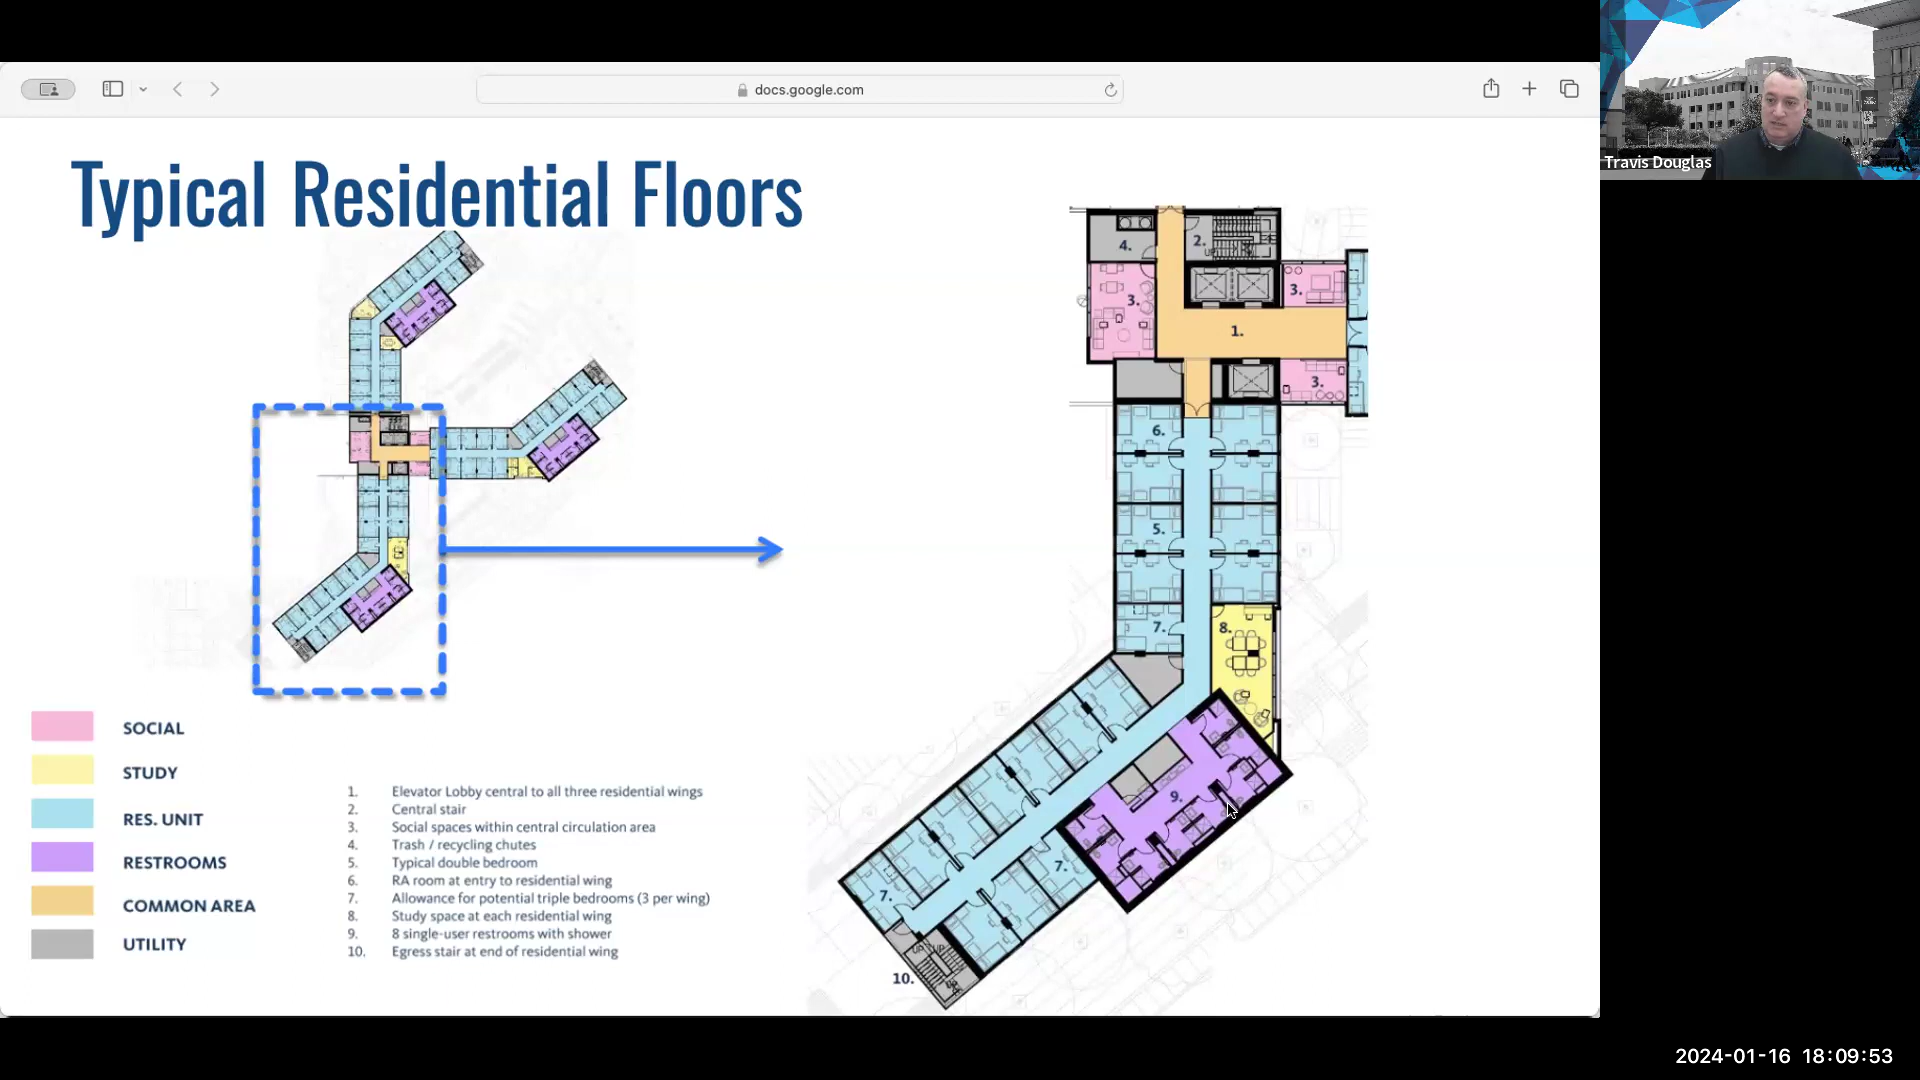 docs.google.com
Travis Douglas
Typical Residential Floors
4.
2.
UP
3.
3.
1.
3.
6.
5.
7.
8.
9.
7.
7.
UP UP
10.
SOCIAL
STUDY
RES. UNIT
RESTROOMS
COMMON AREA
UTILITY
1. Elevator Lobby central to all three residential wings
2. Central stair
3. Social spaces within central circulation area
4. Trash / recycling chutes
5. Typical double bedroom
6. RA room at entry to residential wing
7. Allowance for potential triple bedrooms (3 per wing)
8. Study space at each residential wing
9. 8 single-user restrooms with shower
10. Egress stair at end of residential wing
2024-01-16 18:09:53